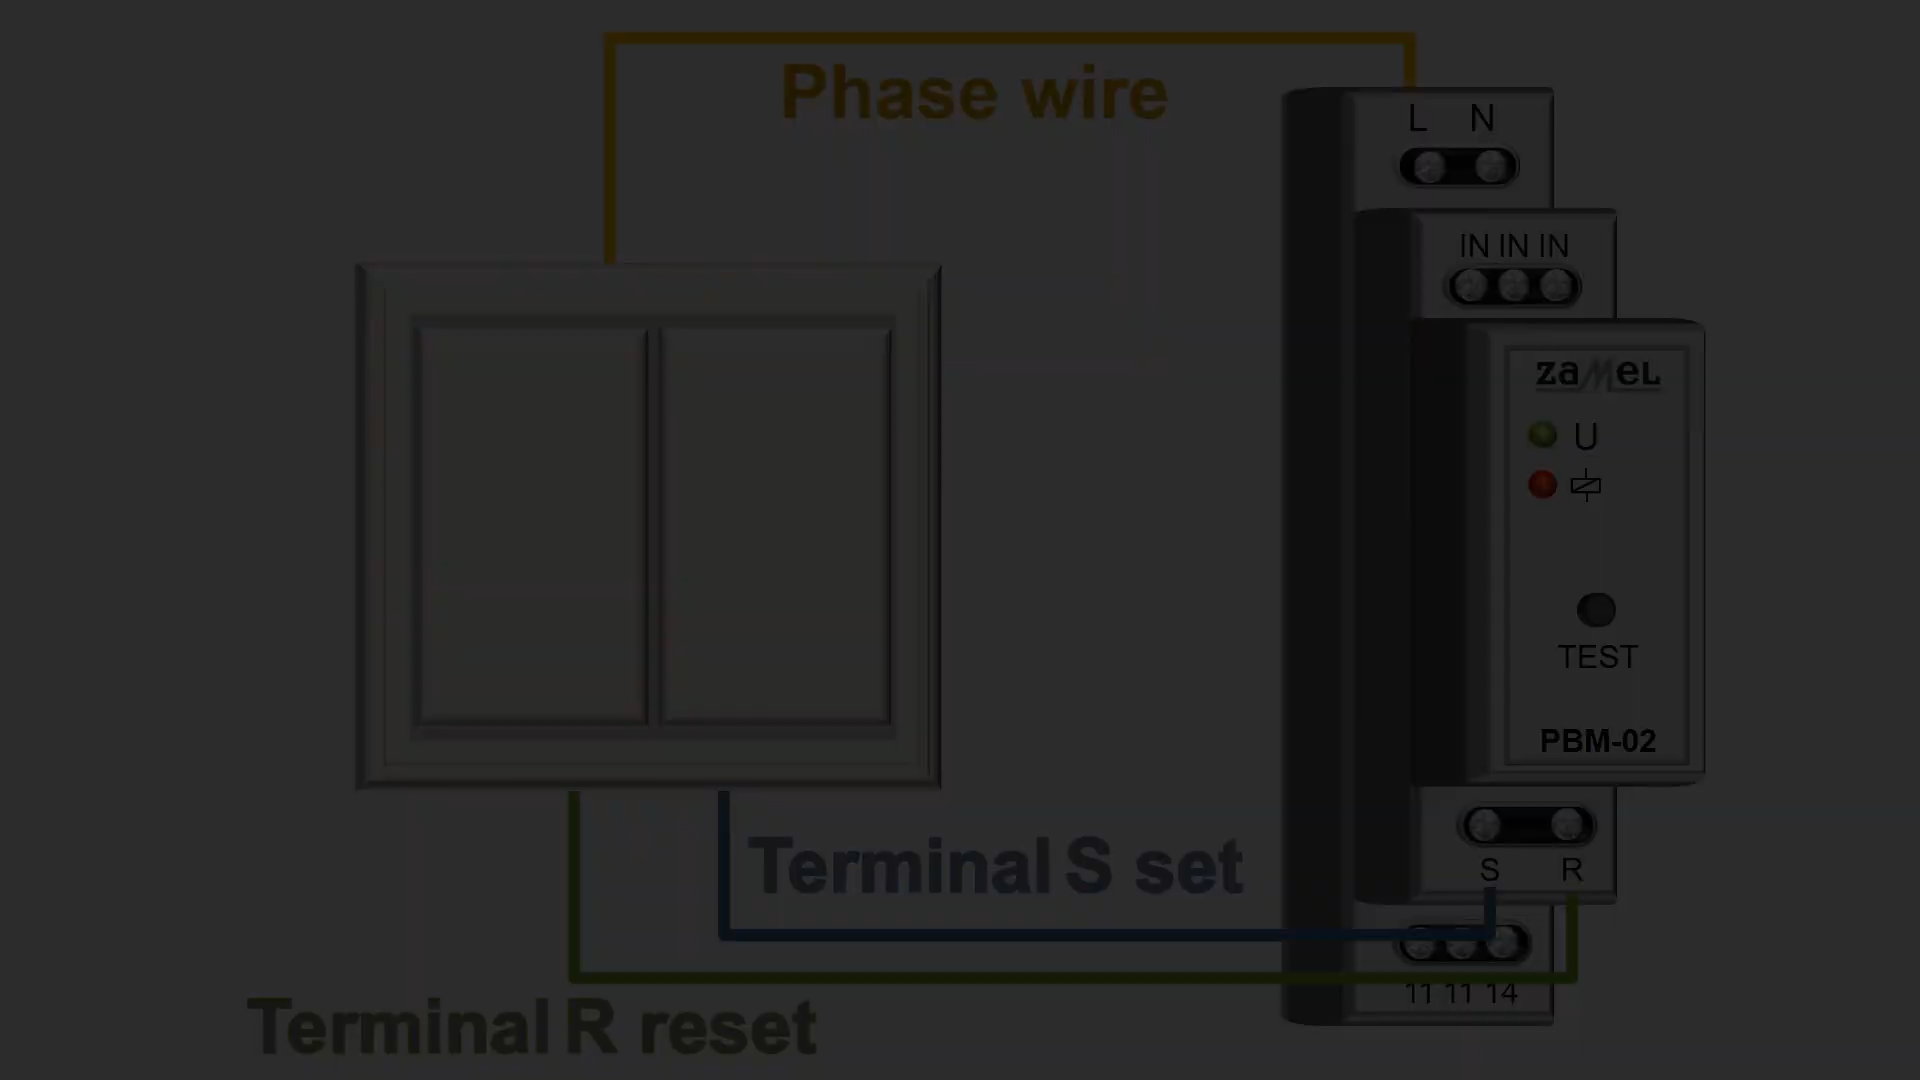 Phase wire
L N
IN IN IN
zaMeL
U
TEST
PBM-02
Terminal S set
S R
11 11 14
Terminal R reset